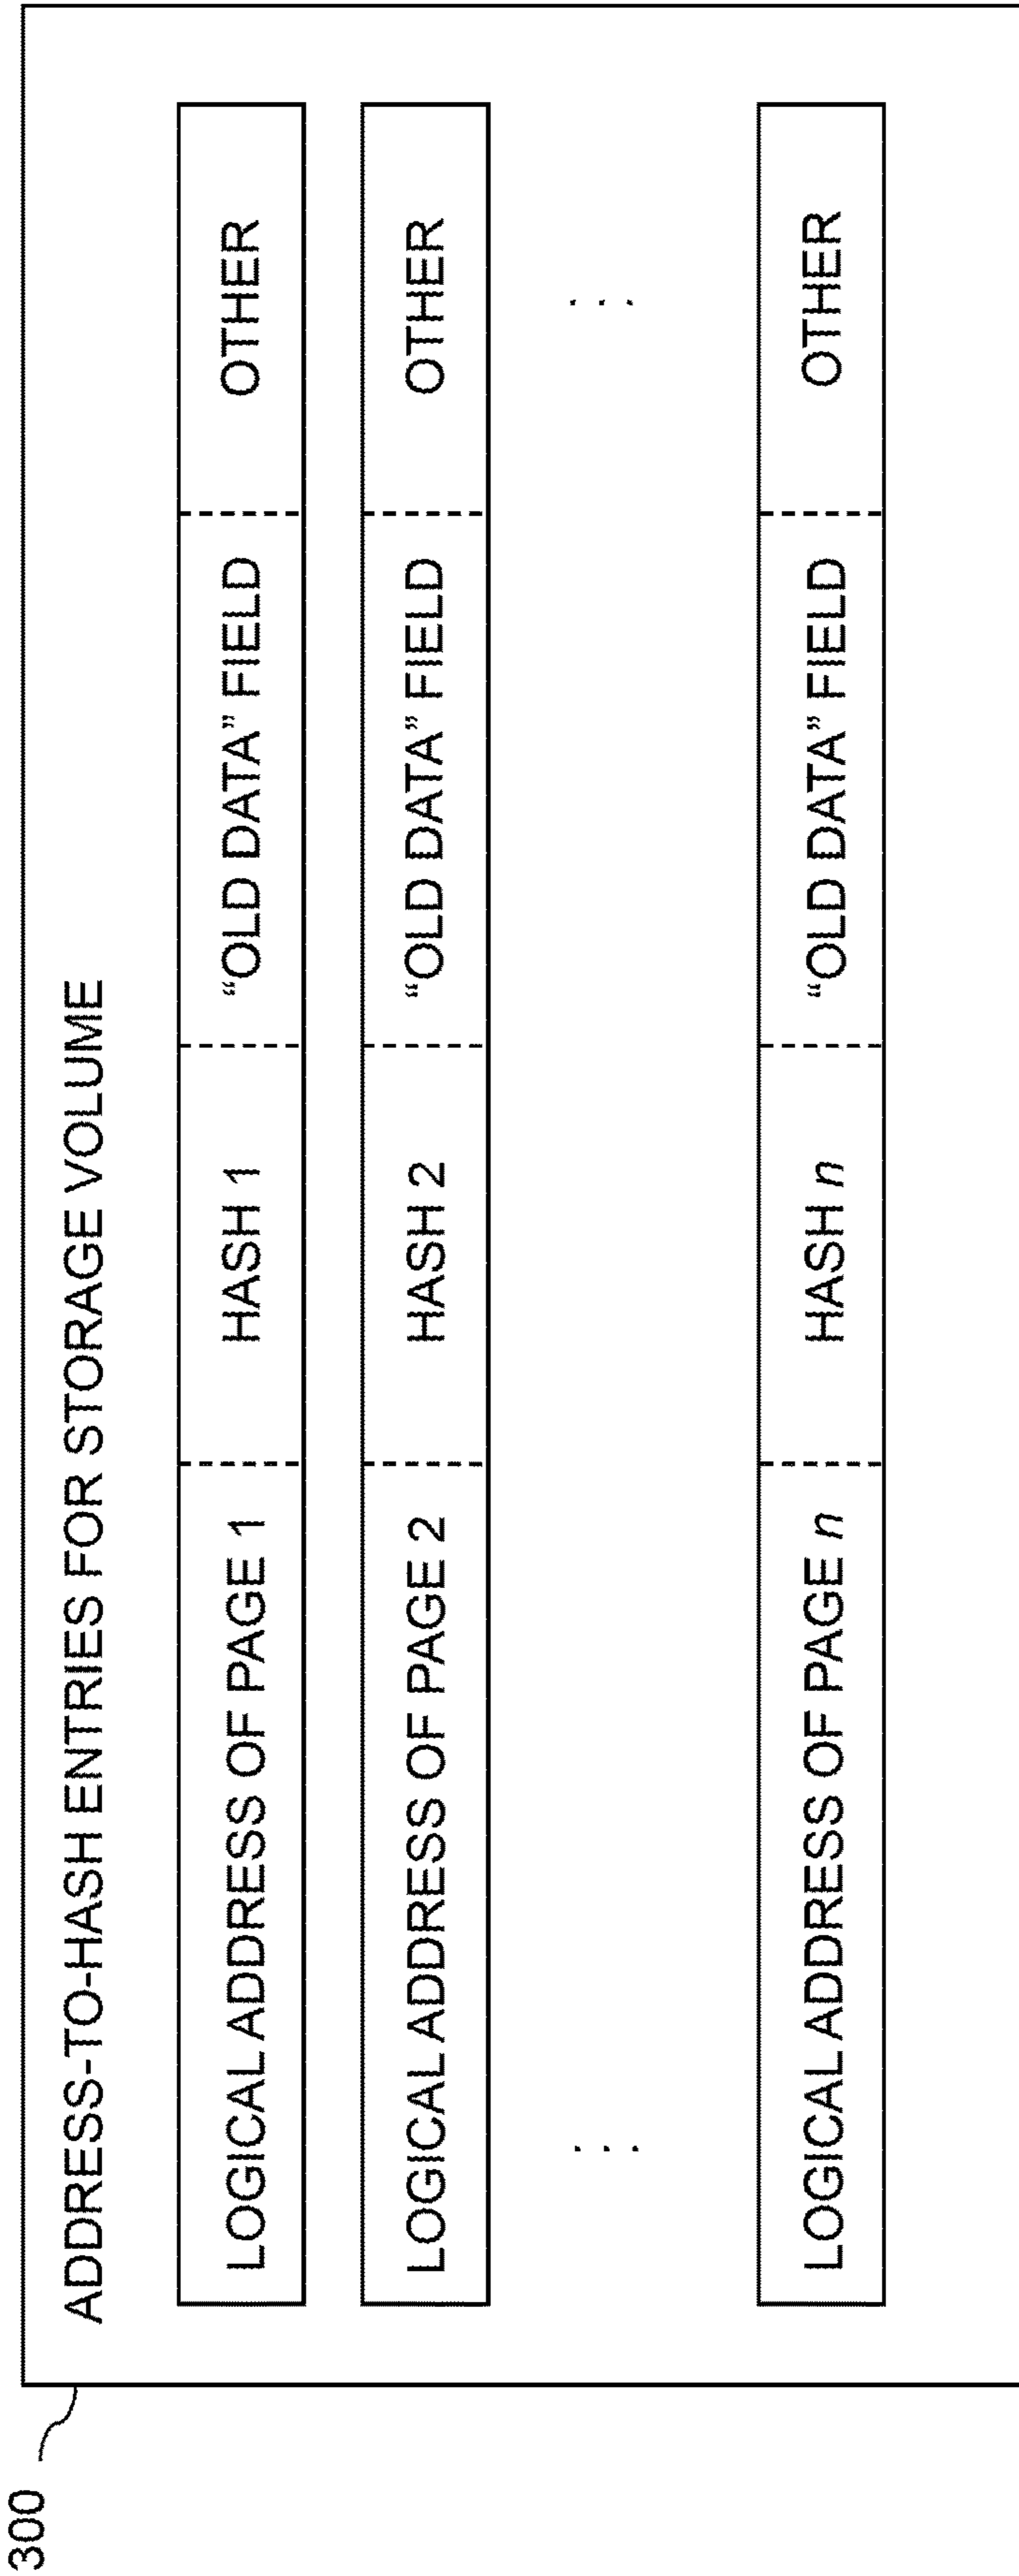 300
ADDRESS-TO-HASH ENTRIES FOR STORAGE VOLUME
LOGICAL ADDRESS OF PAGE 1 HASH 1 “OLD DATA” FIELD OTHER
LOGICAL ADDRESS OF PAGE 2 HASH 2 “OLD DATA” FIELD OTHER
. . . . . .
LOGICAL ADDRESS OF PAGE n HASH n “OLD DATA” FIELD OTHER